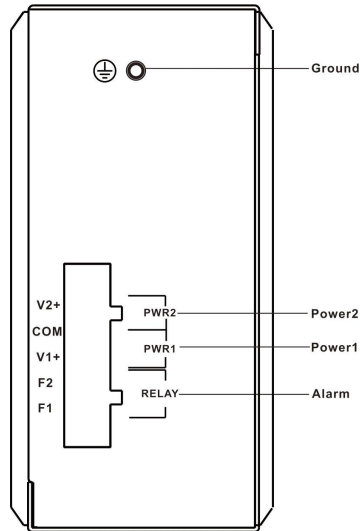 Ground
V2+
PWR2
Power2
COM
V1+
PWR1
Power1
F2
RELAY
Alarm
F1